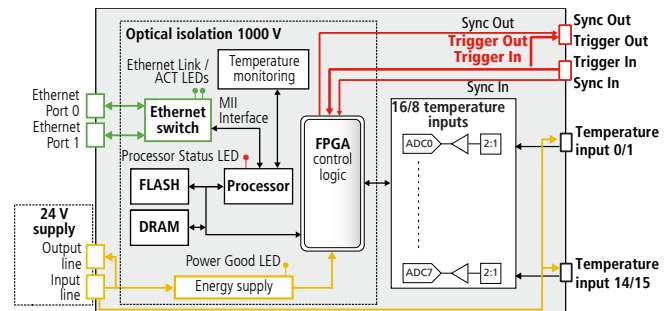 Optical isolation 1000 V
Sync Out
Sync Out
Trigger Out
Trigger Out
Trigger In
Trigger In
Sync In
Sync In
Ethernet Link /
ACT LEDs
Temperature
monitoring
Ethernet
Port 0
Ethernet
Port 1
Ethernet
switch
MII
Interface
Processor Status LED
FLASH
Processor
DRAM
FPGA
control
logic
16/8 temperature
inputs
ADC0
2:1
ADC7
2:1
Temperature
input 0/1
Temperature
input 14/15
24 V
supply
Output
line
Input
line
Power Good LED
Energy supply